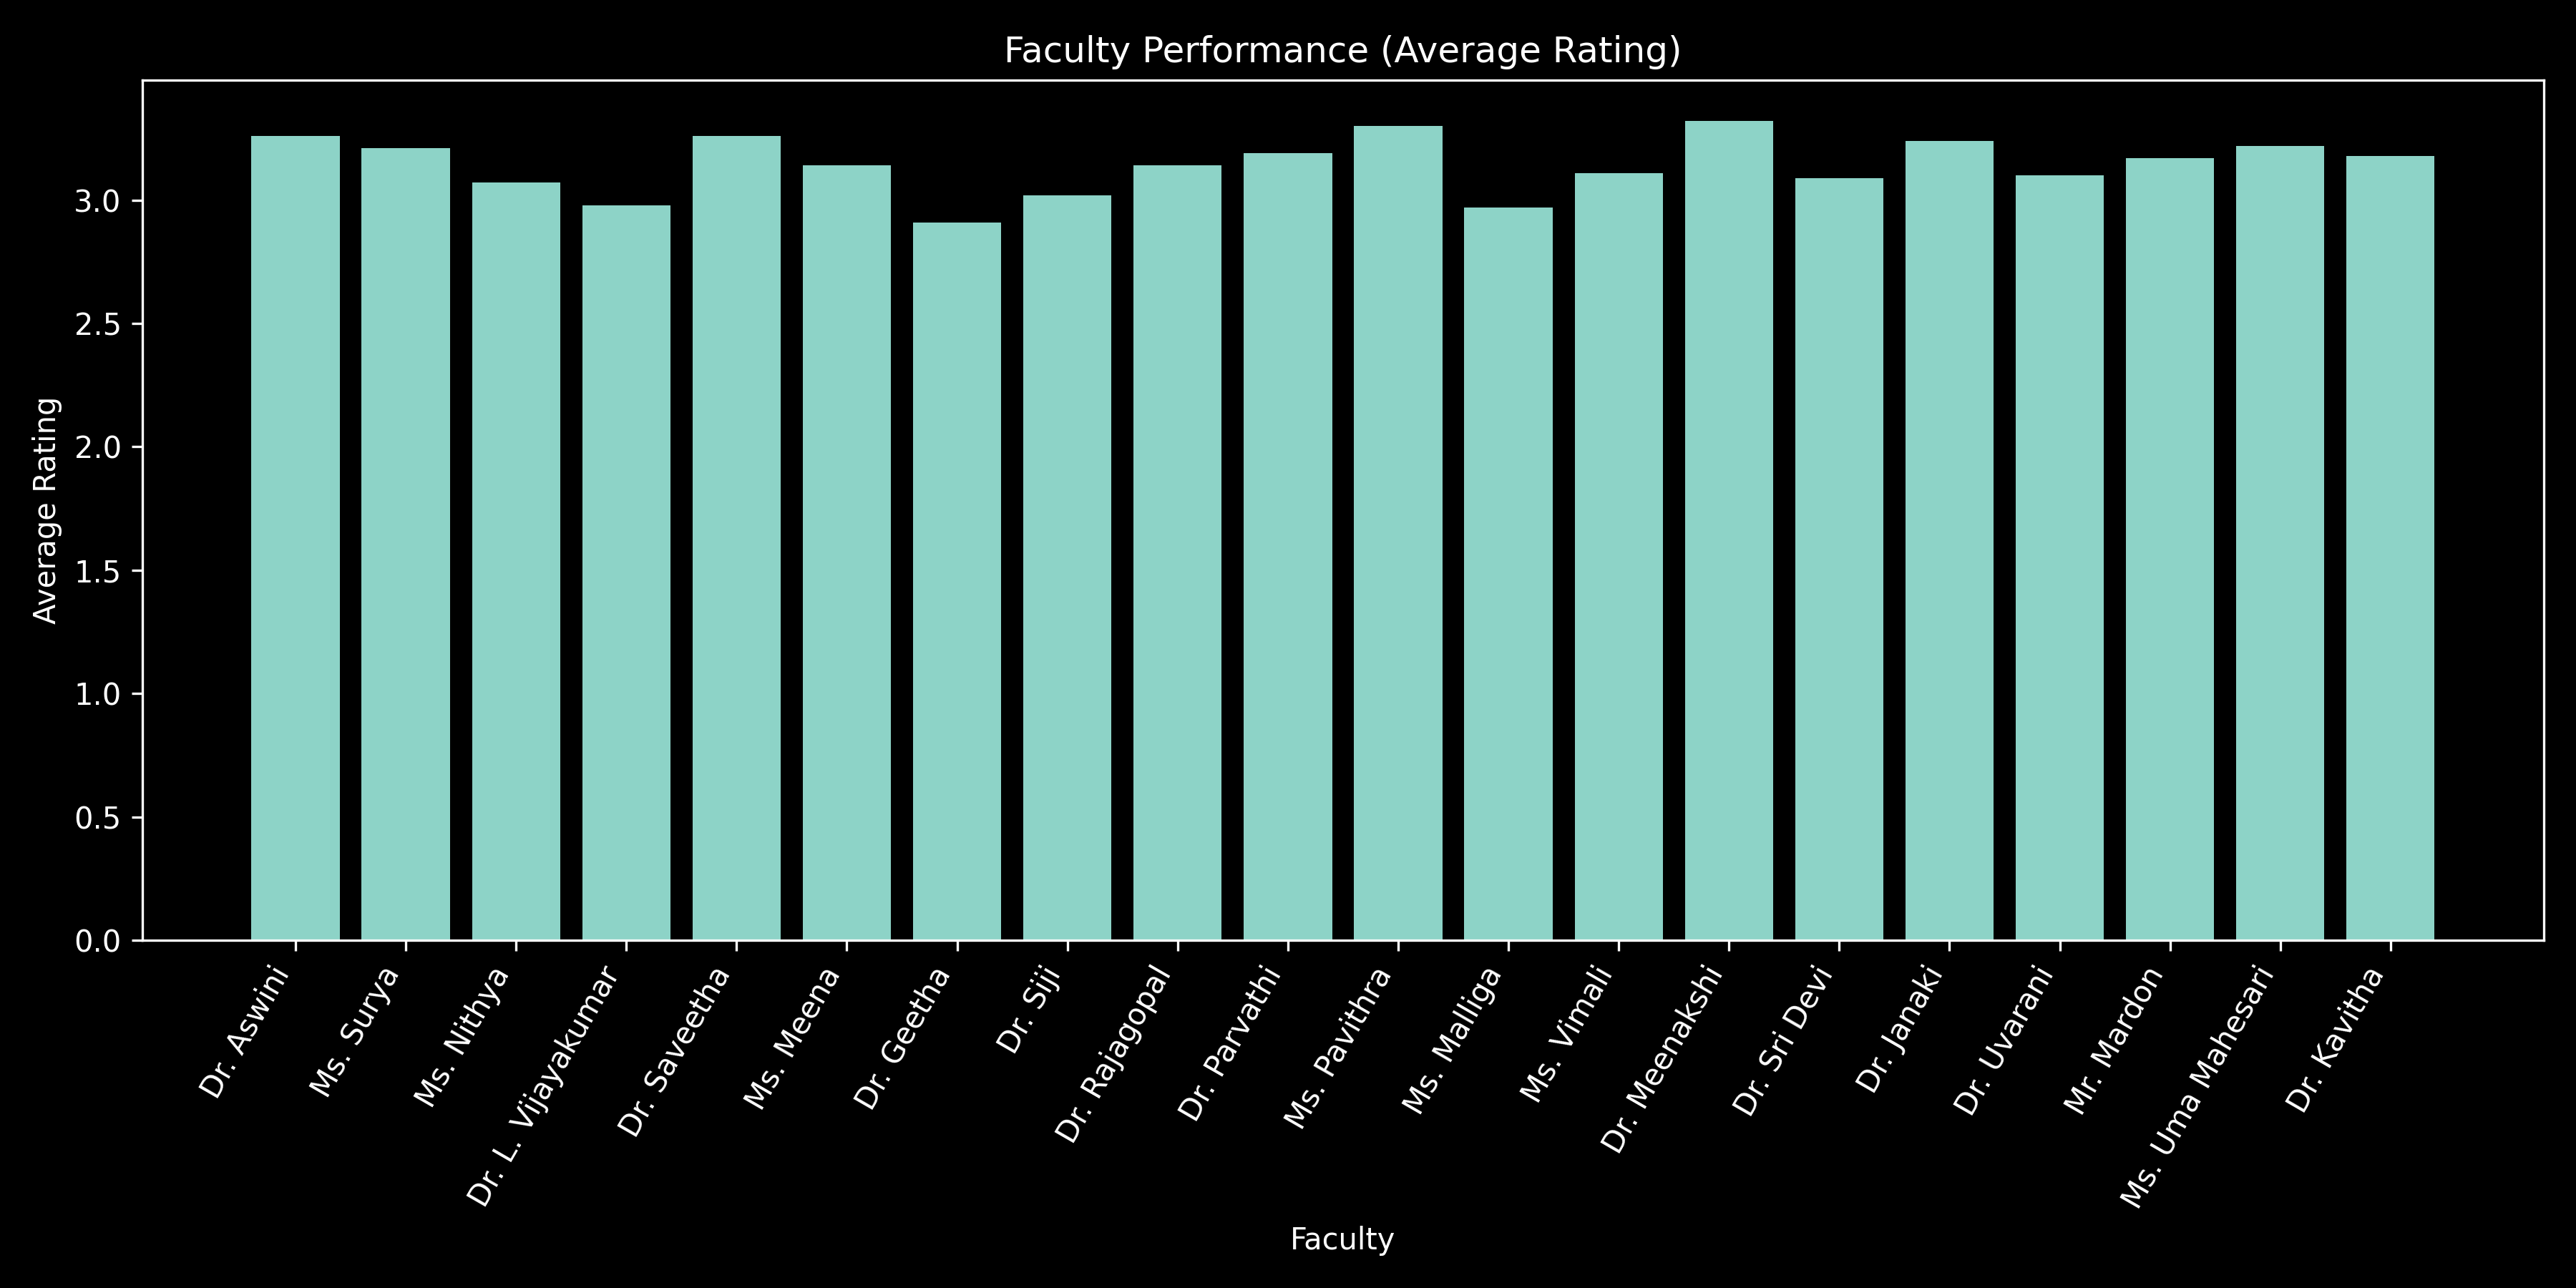 Faculty Performance (Average Rating)
Average Rating
3.0
2.5
2.0
1.5
1.0
0.5
0.0
Dr. Aswini
Ms. Surya
Ms. Nithya
Dr. L. Vijayakumar
Dr. Saveetha
Ms. Meena
Dr. Geetha
Dr. Siji
Dr. Rajagopal
Dr. Parvathi
Ms. Pavithra
Ms. Malliga
Ms. Vimali
Dr. Meenakshi
Dr. Sri Devi
Dr. Janaki
Dr. Uvarani
Mr. Mardon
Ms. Uma Mahesari
Dr. Kavitha
Faculty